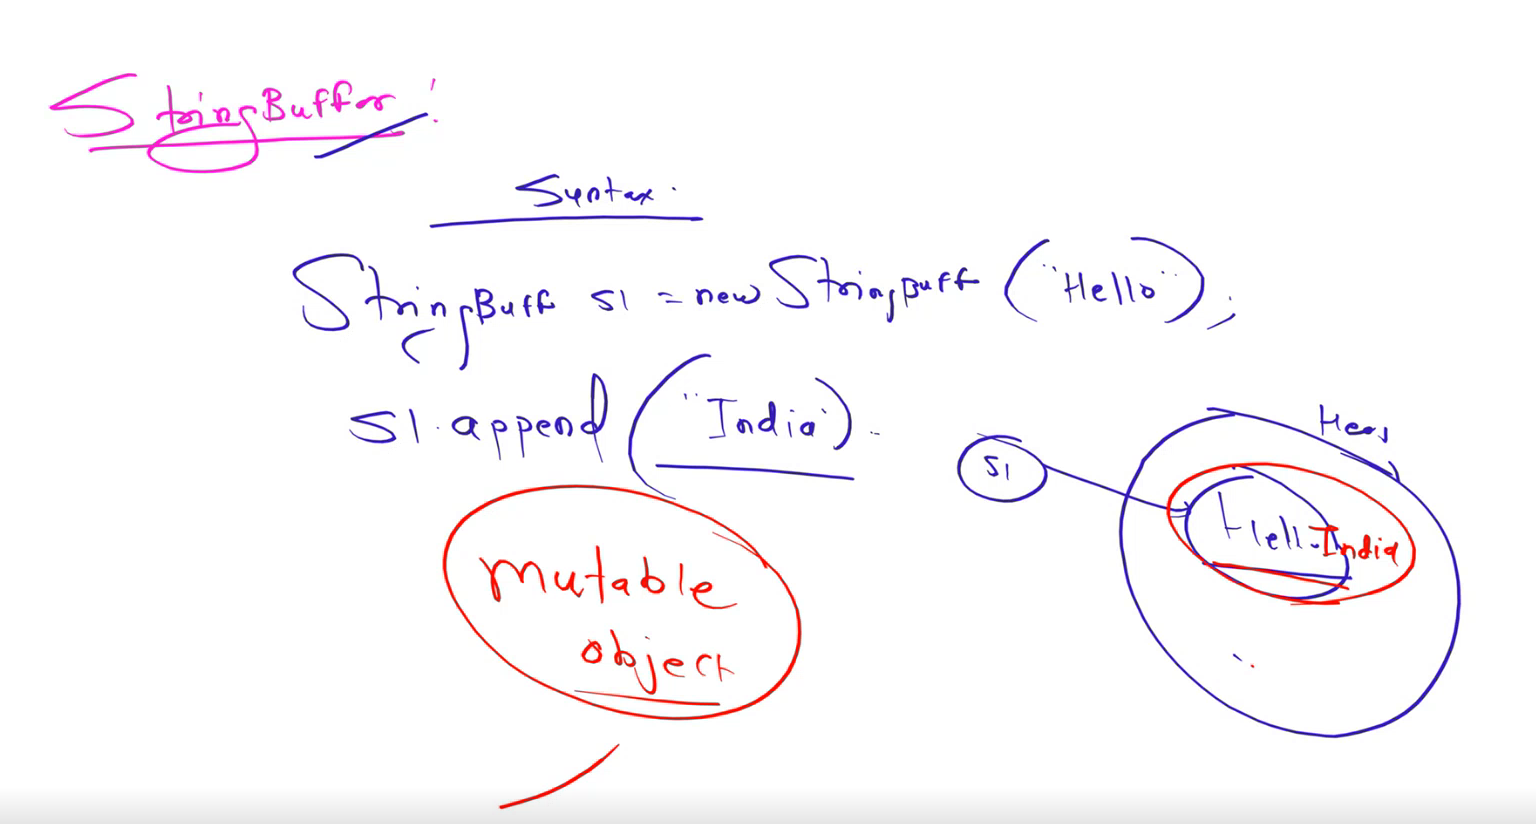 StringBuffer:
Syntax.
StringBuff s1 = new StringBuff ("Hello");
s1.append ("India").
Heap
s1
Hello India
mutable
object